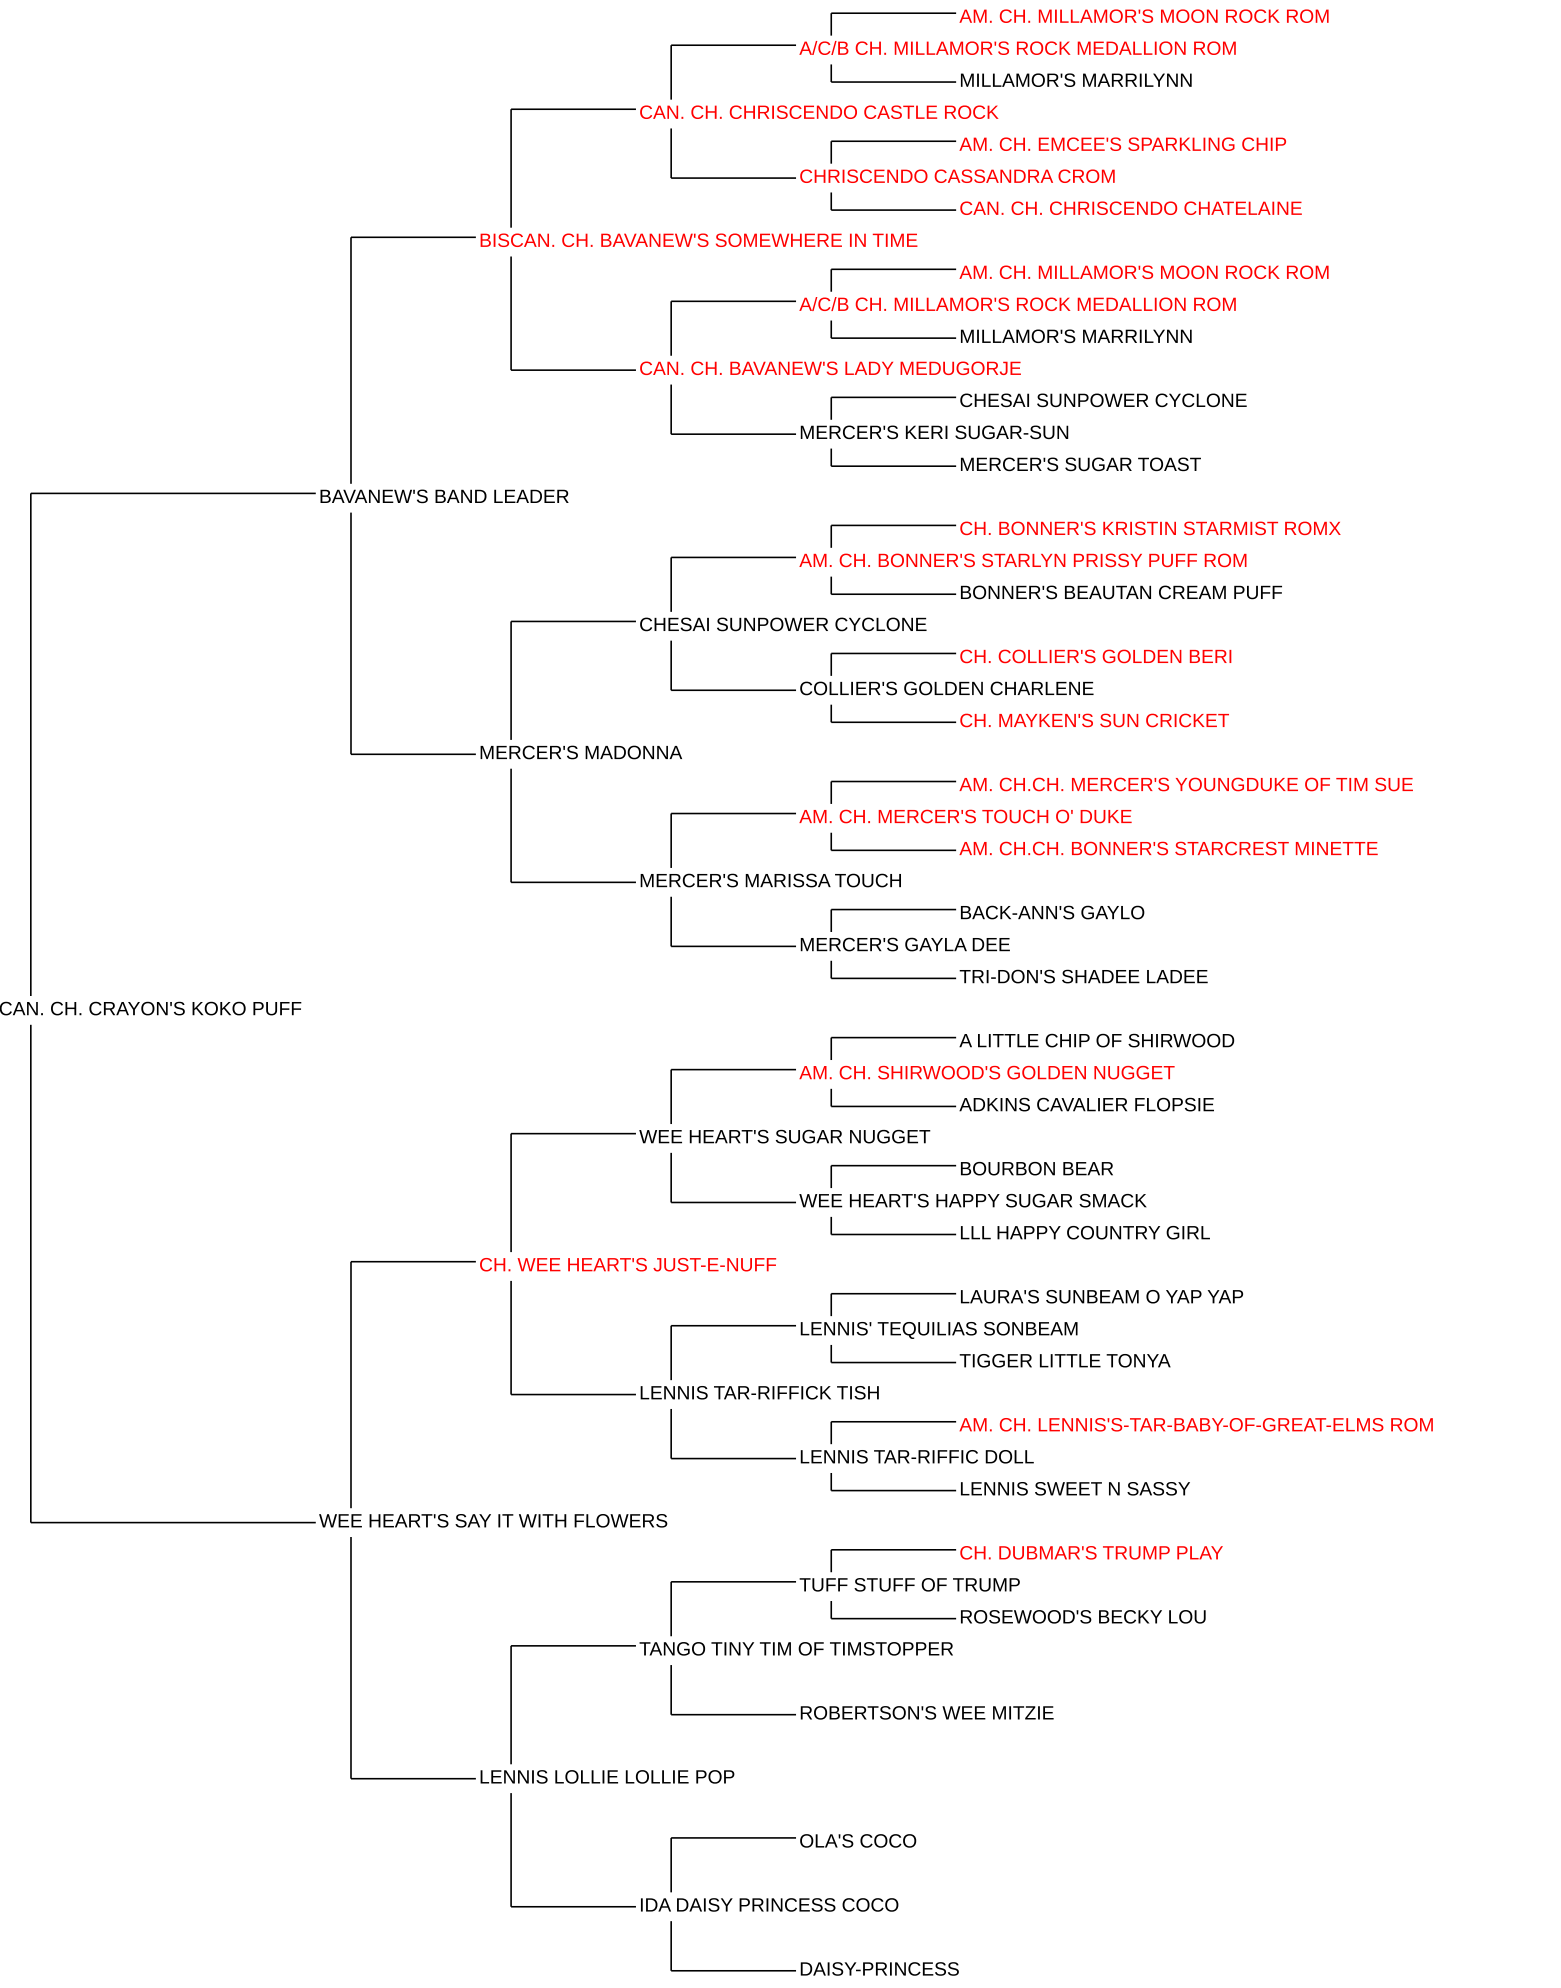 AM. CH. MILLAMOR'S MOON ROCK ROM
A/C/B CH. MILLAMOR'S ROCK MEDALLION ROM
MILLAMOR'S MARRILYNN
CAN. CH. CHRISCENDO CASTLE ROCK
AM. CH. EMCEE'S SPARKLING CHIP
CHRISCENDO CASSANDRA CROM
CAN. CH. CHRISCENDO CHATELAINE
BISCAN. CH. BAVANEW'S SOMEWHERE IN TIME
AM. CH. MILLAMOR'S MOON ROCK ROM
A/C/B CH. MILLAMOR'S ROCK MEDALLION ROM
MILLAMOR'S MARRILYNN
CAN. CH. BAVANEW'S LADY MEDUGORJE
CHESAI SUNPOWER CYCLONE
MERCER'S KERI SUGAR-SUN
MERCER'S SUGAR TOAST
BAVANEW'S BAND LEADER
CH. BONNER'S KRISTIN STARMIST ROMX
AM. CH. BONNER'S STARLYN PRISSY PUFF ROM
BONNER'S BEAUTAN CREAM PUFF
CHESAI SUNPOWER CYCLONE
CH. COLLIER'S GOLDEN BERI
COLLIER'S GOLDEN CHARLENE
CH. MAYKEN'S SUN CRICKET
MERCER'S MADONNA
AM. CH.CH. MERCER'S YOUNGDUKE OF TIM SUE
AM. CH. MERCER'S TOUCH O' DUKE
AM. CH.CH. BONNER'S STARCREST MINETTE
MERCER'S MARISSA TOUCH
BACK-ANN'S GAYLO
MERCER'S GAYLA DEE
TRI-DON'S SHADEE LADEE
CAN. CH. CRAYON'S KOKO PUFF
A LITTLE CHIP OF SHIRWOOD
AM. CH. SHIRWOOD'S GOLDEN NUGGET
ADKINS CAVALIER FLOPSIE
WEE HEART'S SUGAR NUGGET
BOURBON BEAR
WEE HEART'S HAPPY SUGAR SMACK
LLL HAPPY COUNTRY GIRL
CH. WEE HEART'S JUST-E-NUFF
LAURA'S SUNBEAM O YAP YAP
LENNIS' TEQUILIAS SONBEAM
TIGGER LITTLE TONYA
LENNIS TAR-RIFFICK TISH
AM. CH. LENNIS'S-TAR-BABY-OF-GREAT-ELMS ROM
LENNIS TAR-RIFFIC DOLL
LENNIS SWEET N SASSY
WEE HEART'S SAY IT WITH FLOWERS
CH. DUBMAR'S TRUMP PLAY
TUFF STUFF OF TRUMP
ROSEWOOD'S BECKY LOU
TANGO TINY TIM OF TIMSTOPPER
ROBERTSON'S WEE MITZIE
LENNIS LOLLIE LOLLIE POP
OLA'S COCO
IDA DAISY PRINCESS COCO
DAISY-PRINCESS